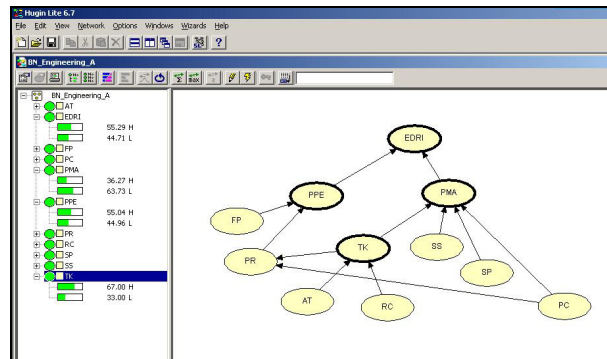 Hugin Lite 6.7
File Edit View Network Options Windows Wizards Help
BN_Engineering_A
BN_Engineering_A
AT
EDRI
55.29 H
44.71 L
FP
PC
PMA
36.27 H
63.73 L
PPE
55.04 H
44.96 L
PR
RC
SP
SS
TK
67.00 H
33.00 L
EDRI
PPE
PMA
FP
TK
SS
PR
SP
AT
RC
PC